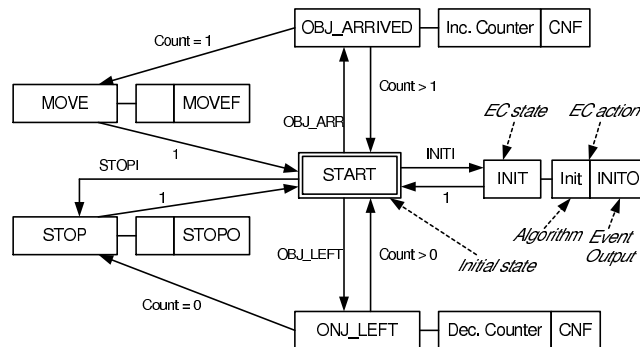 OBJ_ARRIVED
Inc. Counter
CNF
Count = 1
MOVE
MOVEF
OBJ_ARR
Count > 1
EC state
EC action
1
STOPI
START
INITI
INIT
Init
INITO
1
1
STOP
STOPO
OBJ_LEFT
Count > 0
Initial state
Algorithm
Event
Output
Count = 0
ONJ_LEFT
Dec. Counter
CNF